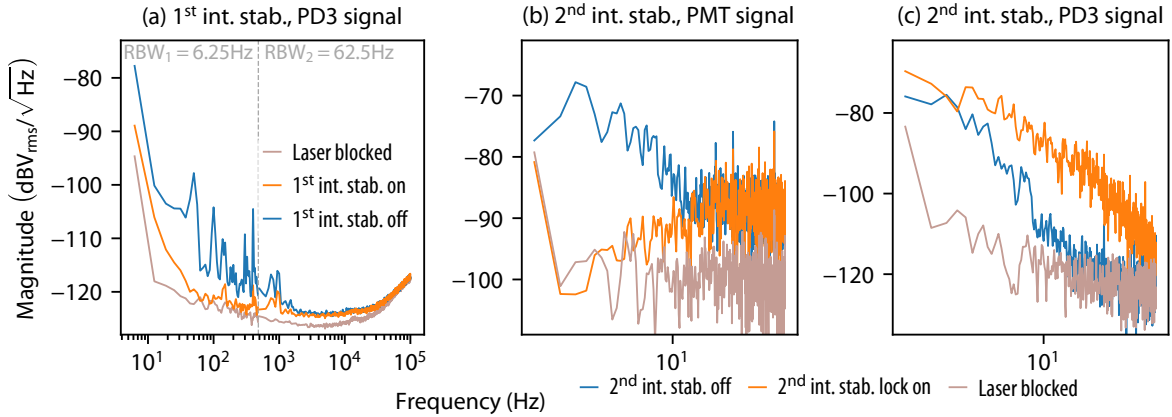 (a) 1st int. stab., PD3 signal
(b) 2nd int. stab., PMT signal
(c) 2nd int. stab., PD3 signal
RBW₁ = 6.25Hz
RBW₂ = 62.5Hz
Magnitude (dBVrms/√Hz)
−80
−90
−100
−110
−120
Laser blocked
1st int. stab. on
1st int. stab. off
10¹
10²
10³
10⁴
10⁵
−70
−80
−90
−100
10¹
−80
−100
−120
10¹
Frequency (Hz)
2nd int. stab. off
2nd int. stab. lock on
Laser blocked